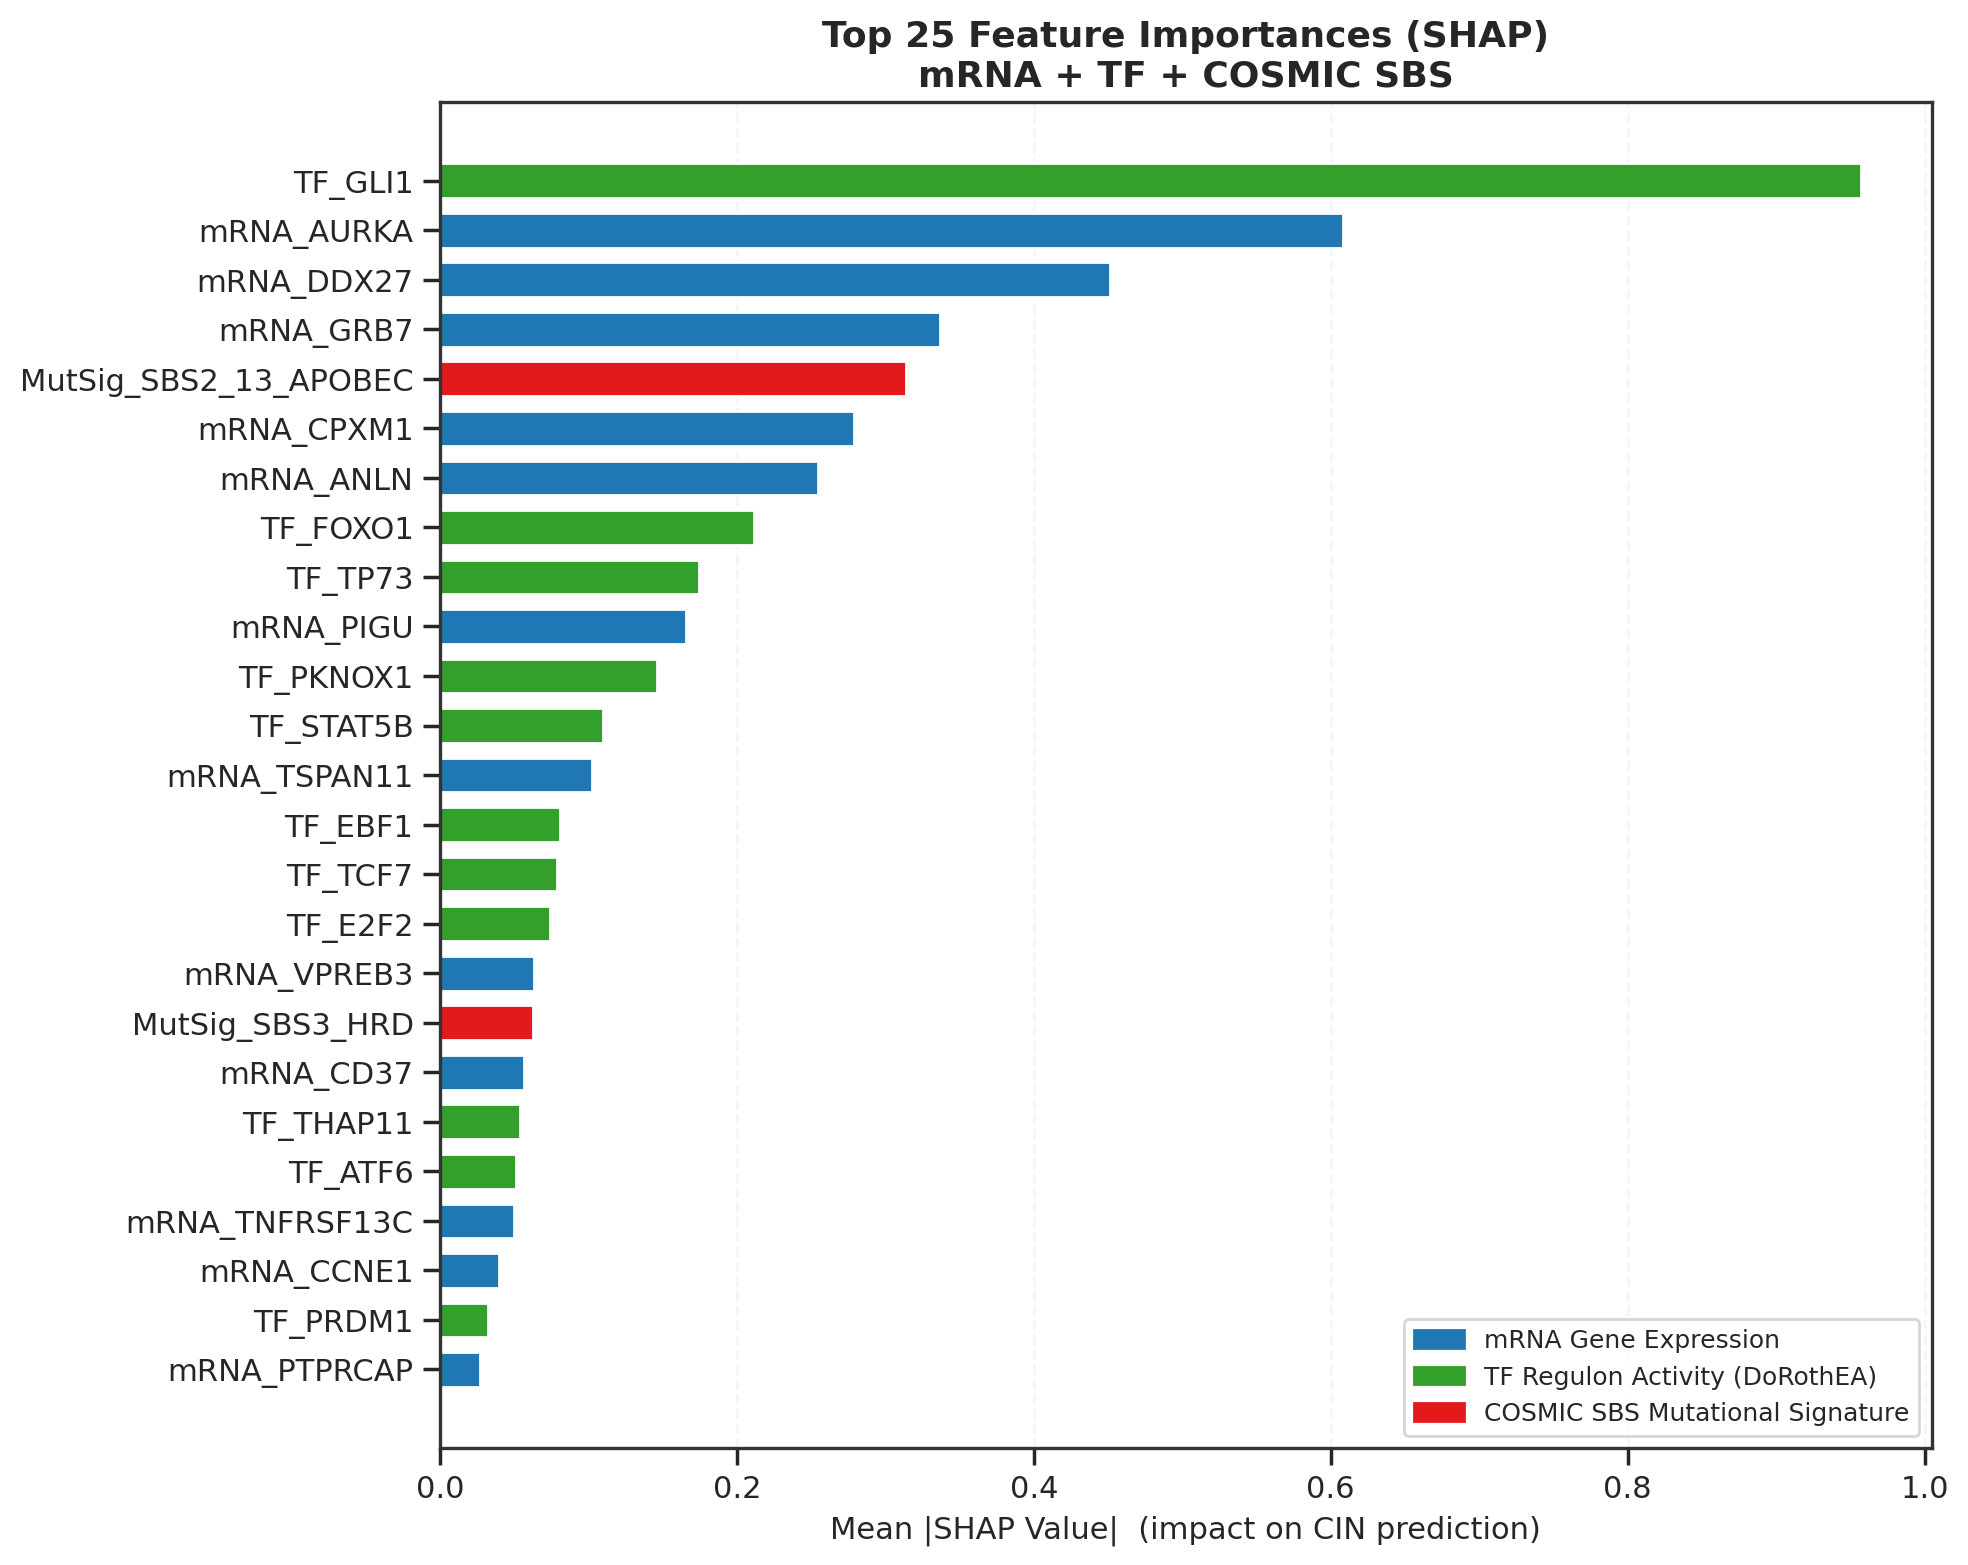 Top 25 Feature Importances (SHAP)
mRNA + TF + COSMIC SBS
TF_GLI1
mRNA_AURKA
mRNA_DDX27
mRNA_GRB7
MutSig_SBS2_13_APOBEC
mRNA_CPXM1
mRNA_ANLN
TF_FOXO1
TF_TP73
mRNA_PIGU
TF_PKNOX1
TF_STAT5B
mRNA_TSPAN11
TF_EBF1
TF_TCF7
TF_E2F2
mRNA_VPREB3
MutSig_SBS3_HRD
mRNA_CD37
TF_THAP11
TF_ATF6
mRNA_TNFRSF13C
mRNA_CCNE1
TF_PRDM1
mRNA_PTPRCAP
mRNA Gene Expression
TF Regulon Activity (DoRothEA)
COSMIC SBS Mutational Signature
0.0 0.2 0.4 0.6 0.8 1.0
Mean |SHAP Value|  (impact on CIN prediction)